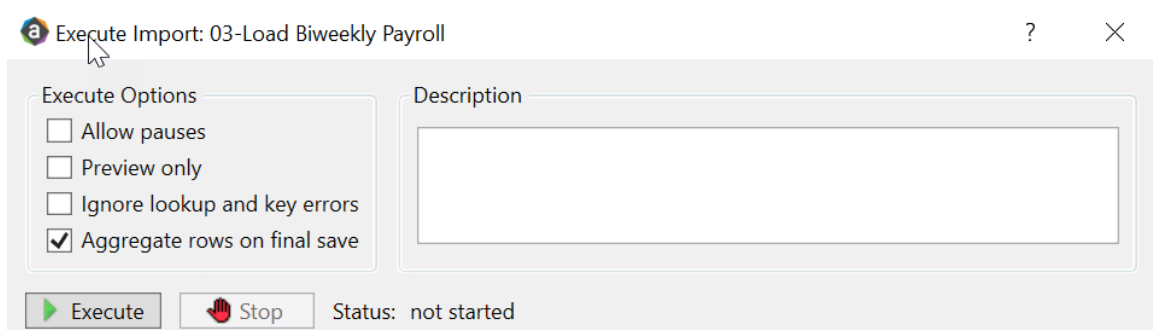 Execute Import: 03-Load Biweekly Payroll ?
Execute Options
Allow pauses
Preview only
Ignore lookup and key errors
Aggregate rows on final save
Description
Execute
Stop
Status: not started